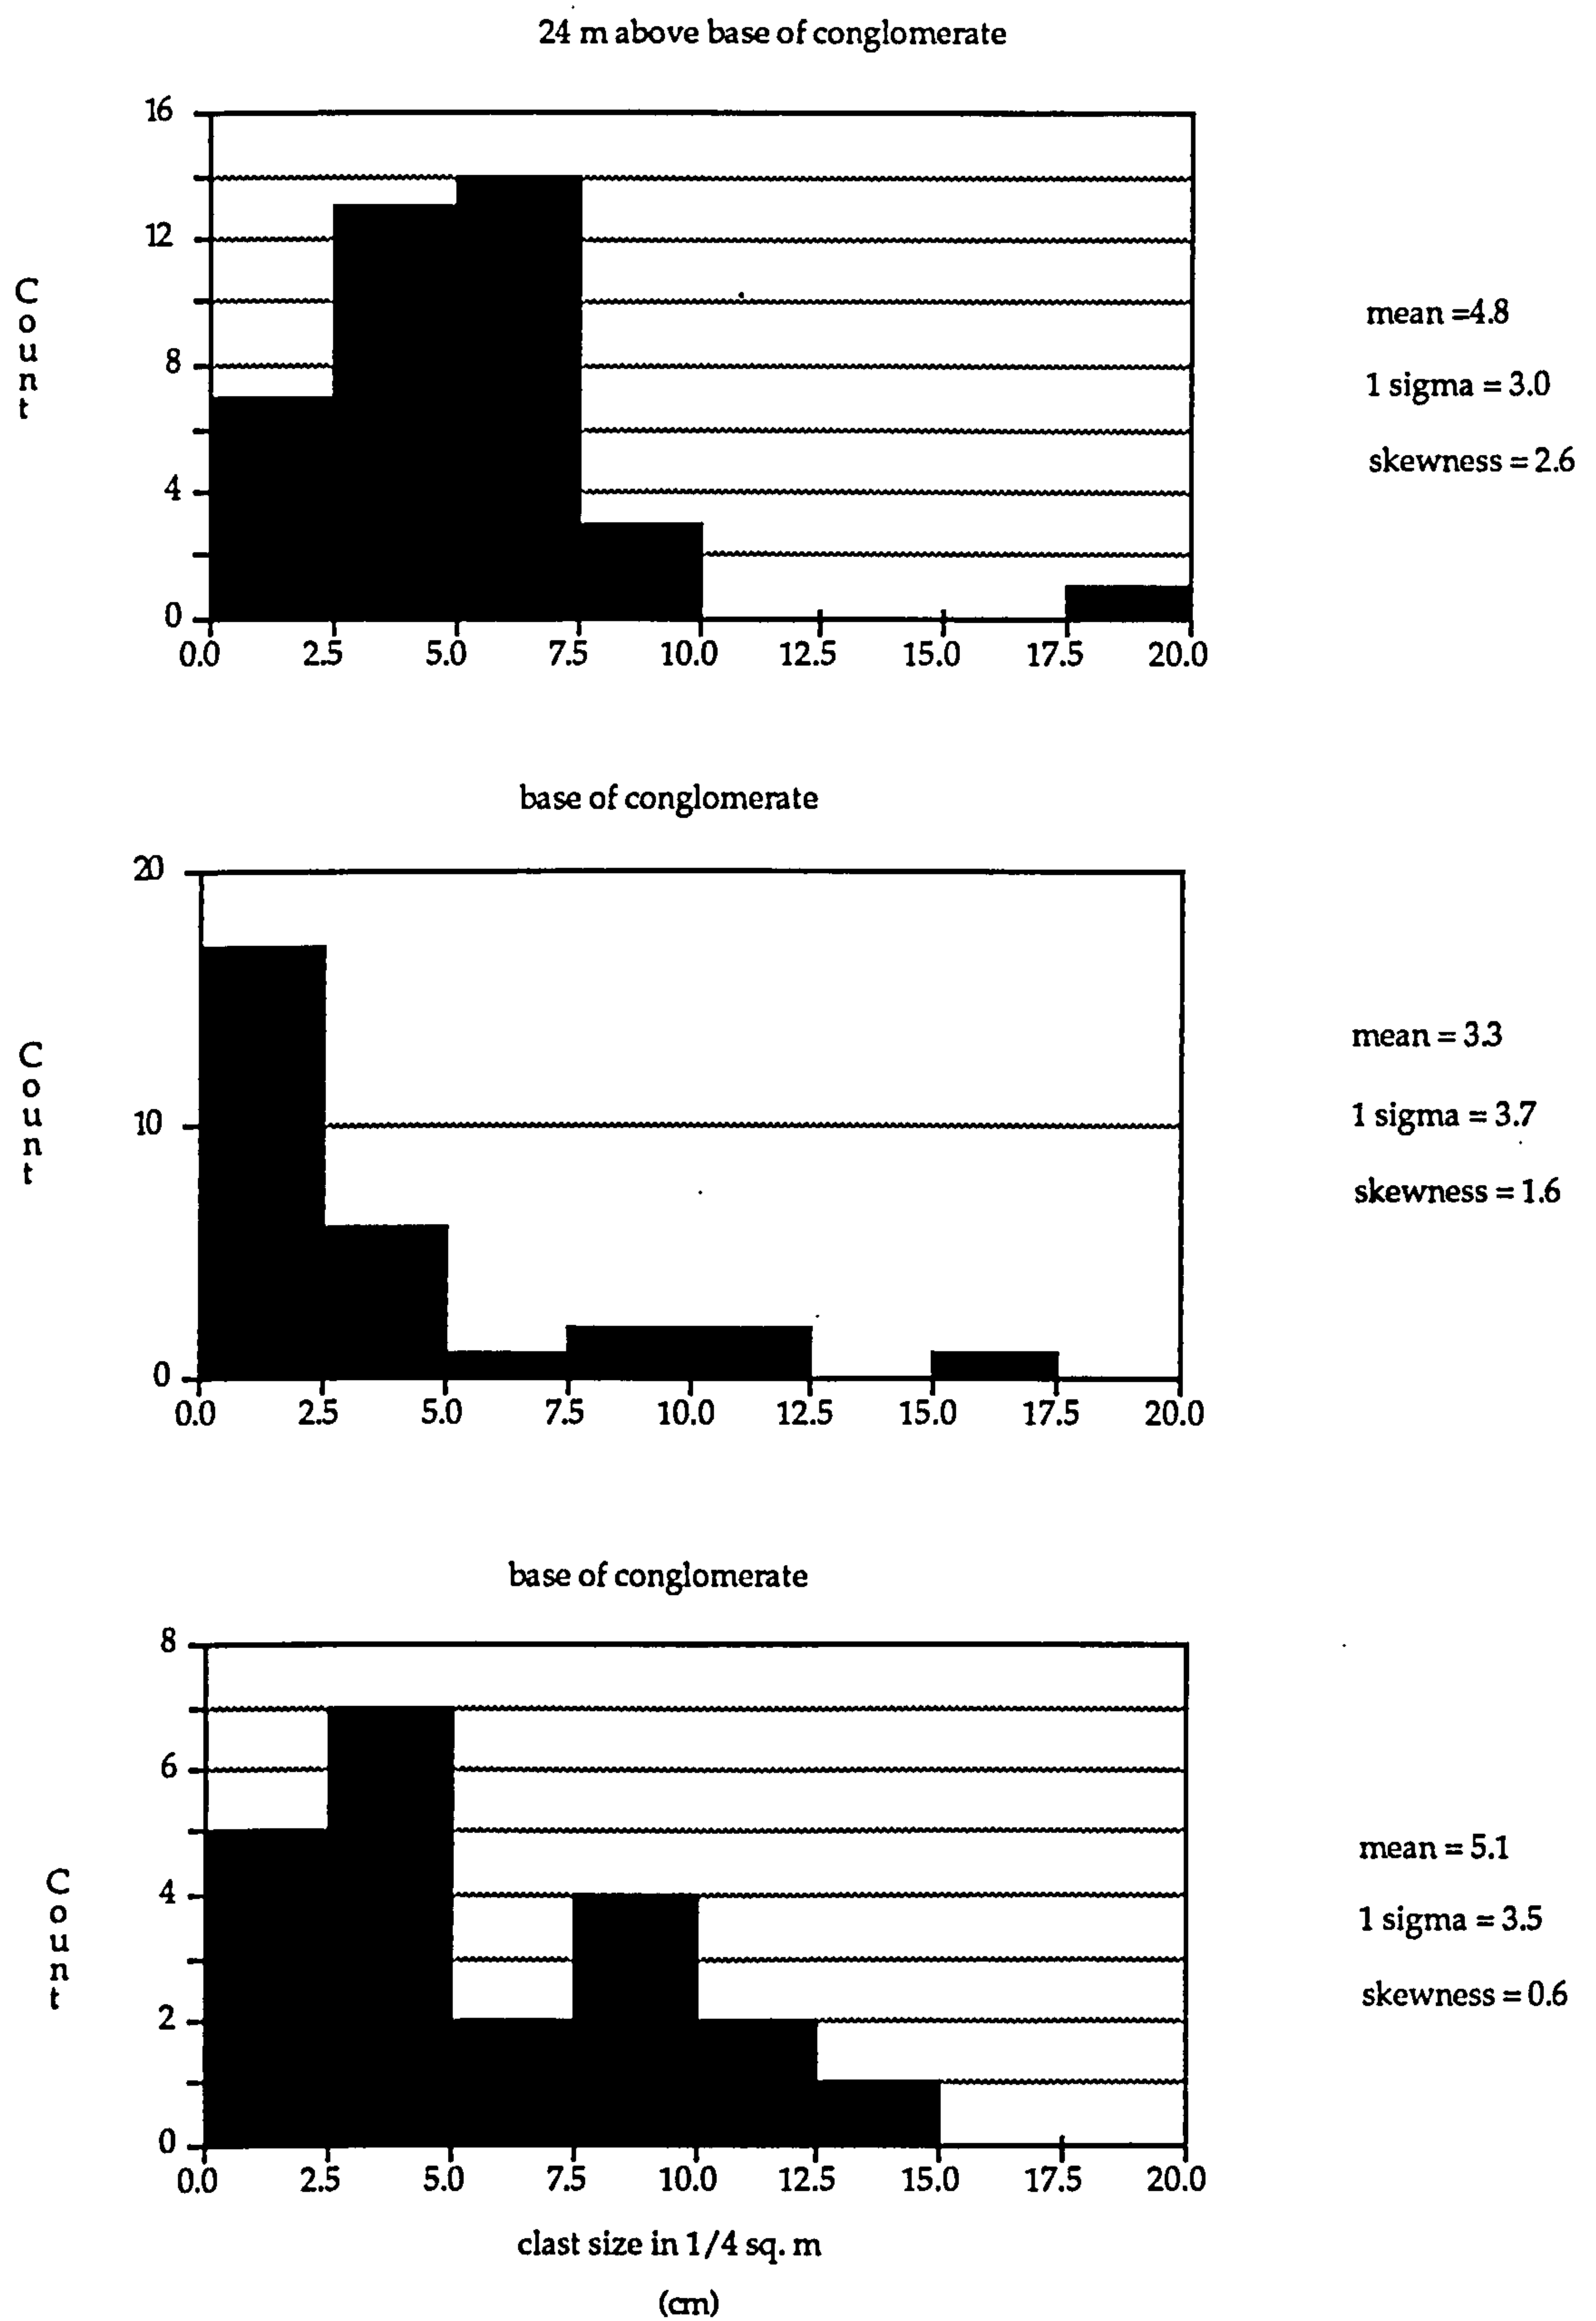 24 m above base of conglomerate
16
12
8
4
0
Count
0.0 2.5 5.0 7.5 10.0 12.5 15.0 17.5 20.0
mean =4.8
1 sigma = 3.0
skewness = 2.6
base of conglomerate
20
10
0
Count
0.0 2.5 5.0 7.5 10.0 12.5 15.0 17.5 20.0
mean = 3.3
1 sigma = 3.7
skewness = 1.6
base of conglomerate
8
6
4
2
0
Count
0.0 2.5 5.0 7.5 10.0 12.5 15.0 17.5 20.0
clast size in 1/4 sq. m
(cm)
mean = 5.1
1 sigma = 3.5
skewness = 0.6